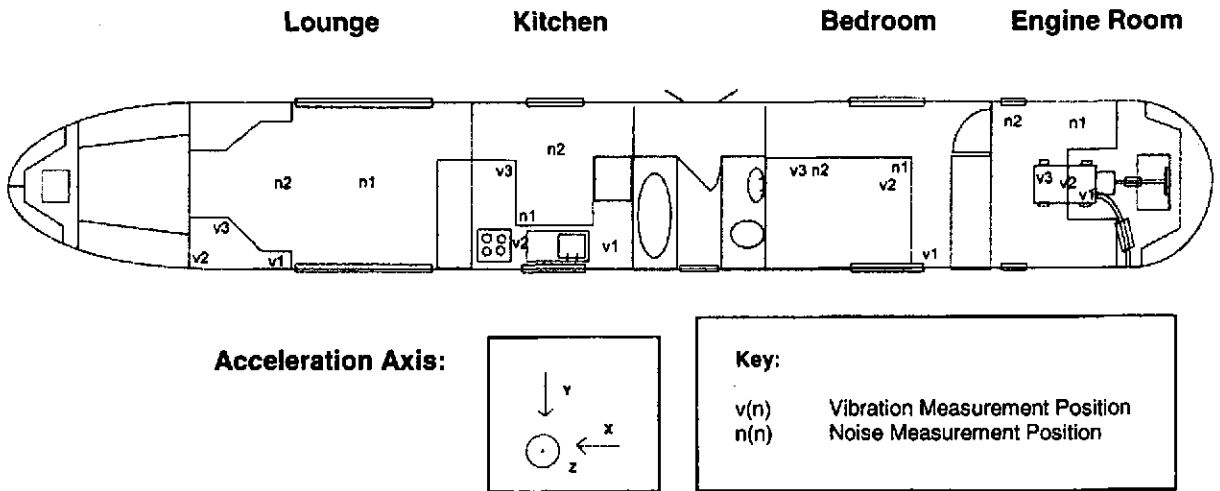 Lounge Kitchen Bedroom Engine Room
n2 n1
n2
n2 n1 v3 v3 n2 n1 v3 v2
v2 v1
v3 n1
v2 v1 v2 v1 v1
Acceleration Axis:
Y
X
Z
Key:
v(n) Vibration Measurement Position
n(n) Noise Measurement Position